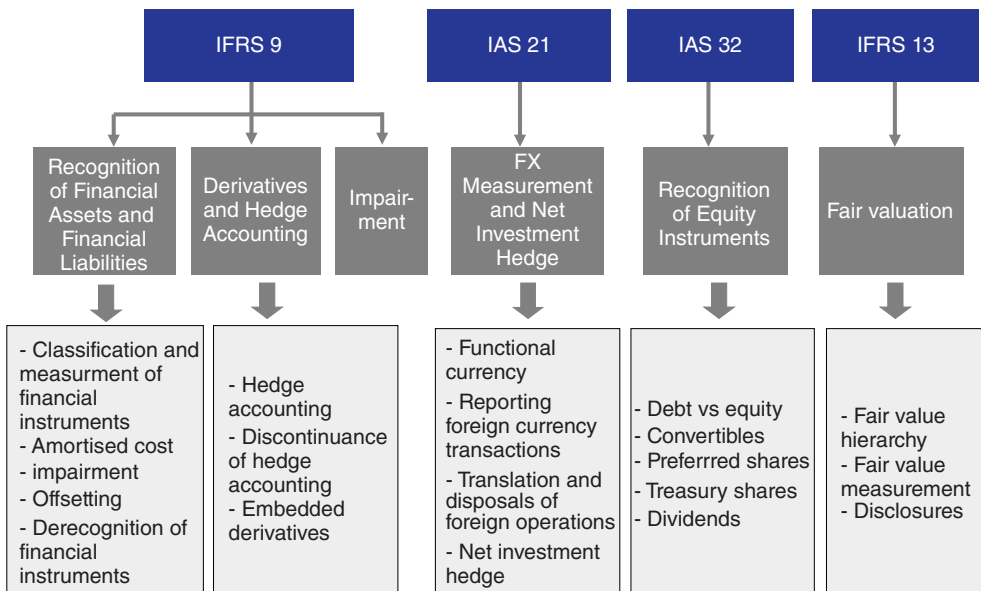 IFRS 9
IAS 21
IAS 32
IFRS 13
Recognition
of Financial
Assets and
Financial
Liabilities
Derivatives
and Hedge
Accounting
Impair-
ment
FX
Measurement
and Net
Investment
Hedge
Recognition
of Equity
Instruments
Fair valuation
- Classification and
measurment of
financial
instruments
- Amortised cost
- impairment
- Offsetting
- Derecognition of
financial
instruments
- Hedge
accounting
- Discontinuance
of hedge
accounting
- Embedded
derivatives
- Functional
currency
- Reporting
foreign currency
transactions
- Translation and
disposals of
foreign operations
- Net investment
hedge
- Debt vs equity
- Convertibles
- Preferrred shares
- Treasury shares
- Dividends
- Fair value
hierarchy
- Fair value
measurement
- Disclosures